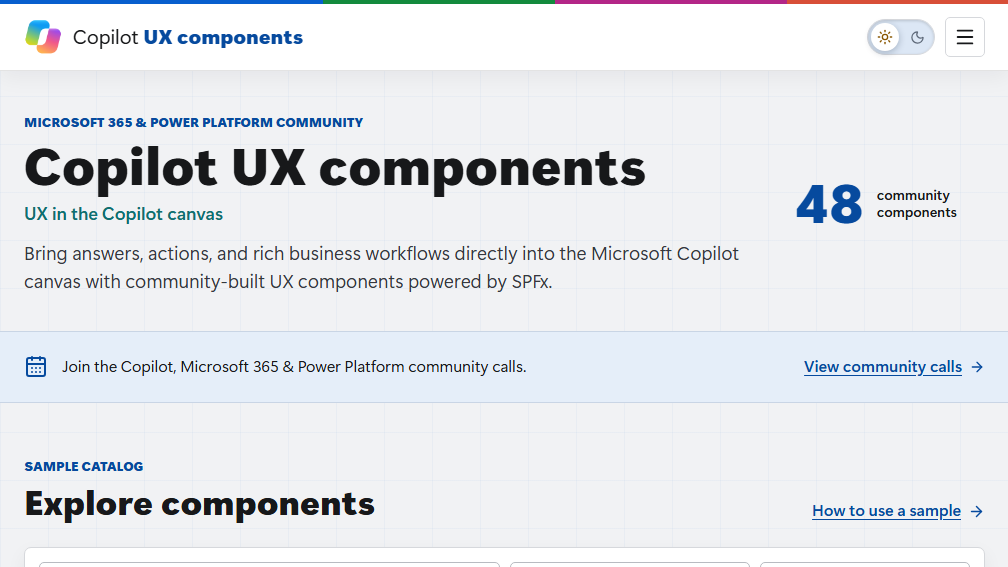 Copilot UX components
MICROSOFT 365 & POWER PLATFORM COMMUNITY
Copilot UX components
UX in the Copilot canvas
Bring answers, actions, and rich business workflows directly into the Microsoft Copilot
canvas with community-built UX components powered by SPFx.
48
community
components
Join the Copilot, Microsoft 365 & Power Platform community calls.
View community calls
SAMPLE CATALOG
Explore components
How to use a sample